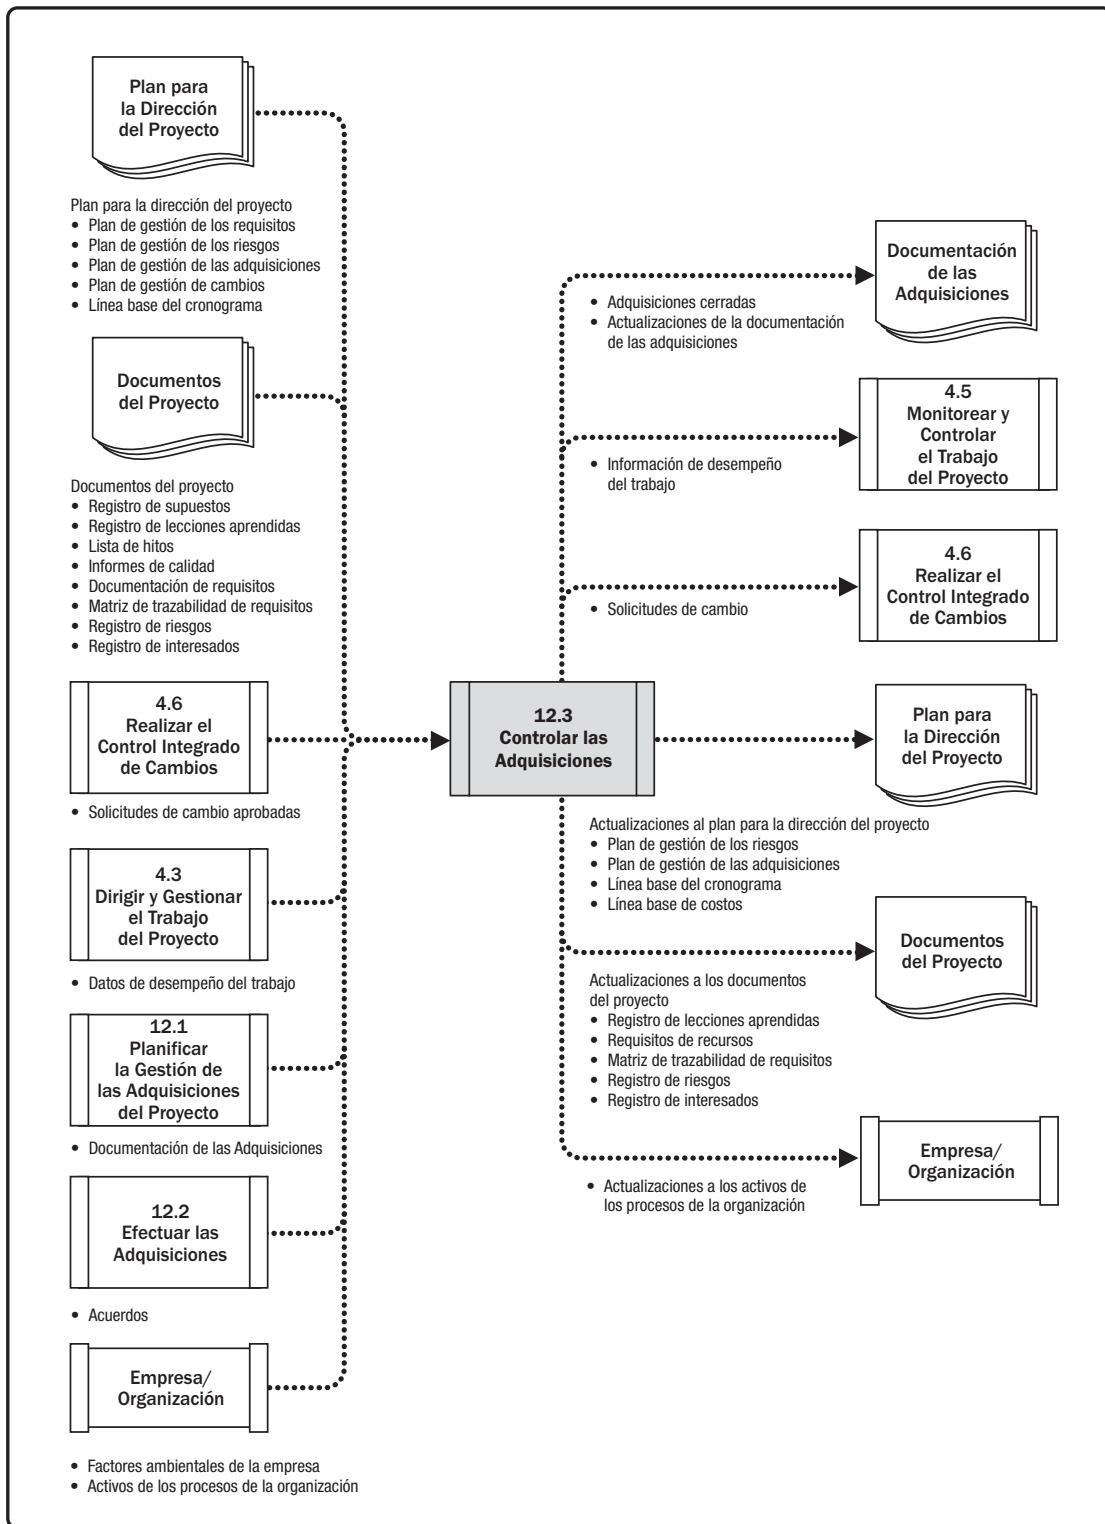 Plan para
la Dirección
del Proyecto
Plan para la dirección del proyecto
• Plan de gestión de los requisitos
• Plan de gestión de los riesgos
• Plan de gestión de las adquisiciones
• Plan de gestión de cambios
• Línea base del cronograma
Documentos
del Proyecto
Documentos del proyecto
• Registro de supuestos
• Registro de lecciones aprendidas
• Lista de hitos
• Informes de calidad
• Documentación de requisitos
• Matriz de trazabilidad de requisitos
• Registro de riesgos
• Registro de interesados
4.6
Realizar el
Control Integrado
de Cambios
• Solicitudes de cambio aprobadas
4.3
Dirigir y Gestionar
el Trabajo
del Proyecto
• Datos de desempeño del trabajo
12.1
Planificar
la Gestión de
las Adquisiciones
del Proyecto
• Documentación de las Adquisiciones
12.2
Efectuar las
Adquisiciones
• Acuerdos
Empresa/
Organización
• Factores ambientales de la empresa
• Activos de los procesos de la organización
12.3
Controlar las
Adquisiciones
Documentación
de las
Adquisiciones
• Adquisiciones cerradas
• Actualizaciones de la documentación
de las adquisiciones
4.5
Monitorear y
Controlar
el Trabajo
del Proyecto
• Información de desempeño
del trabajo
4.6
Realizar el
Control Integrado
de Cambios
• Solicitudes de cambio
Plan para
la Dirección
del Proyecto
Actualizaciones al plan para la dirección del proyecto
• Plan de gestión de los riesgos
• Plan de gestión de las adquisiciones
• Línea base del cronograma
• Línea base de costos
Documentos
del Proyecto
Actualizaciones a los documentos
del proyecto
• Registro de lecciones aprendidas
• Requisitos de recursos
• Matriz de trazabilidad de requisitos
• Registro de riesgos
• Registro de interesados
Empresa/
Organización
• Actualizaciones a los activos de
los procesos de la organización